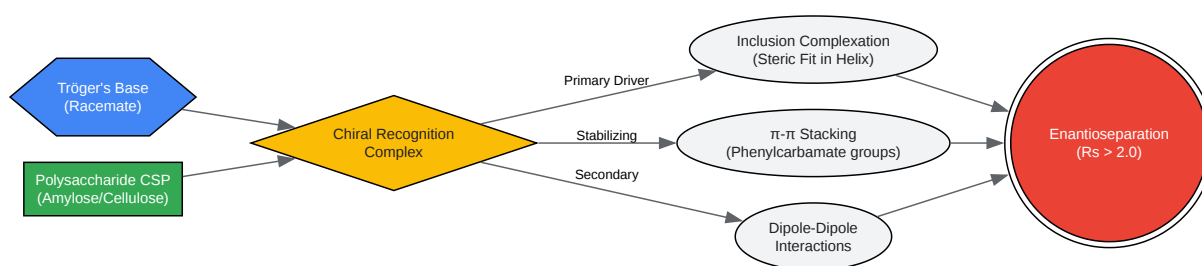 Tröger's Base
(Racemate)
Polysaccharide CSP
(Amylose/Cellulose)
Chiral Recognition
Complex
Primary Driver
Stabilizing
Secondary
Inclusion Complexation
(Steric Fit in Helix)
π-π Stacking
(Phenylcarbamate groups)
Dipole-Dipole
Interactions
Enantioseparation
(Rs > 2.0)